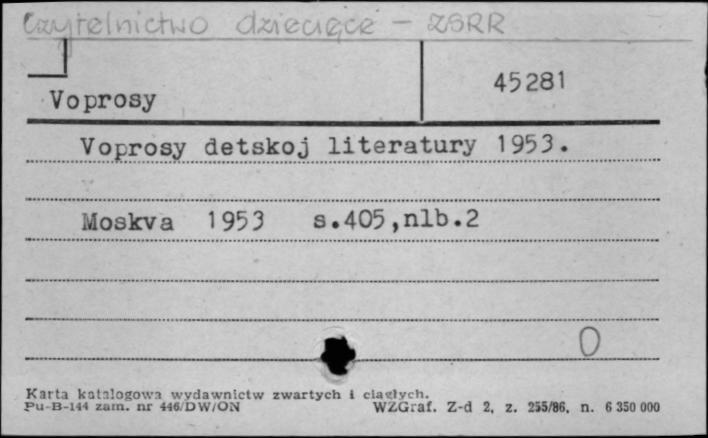 Czytelnictwo dziecięce - ZSRR
45281
Voprosy
Voprosy detskoj literatury 1953.
Moskva 1953 s.405,nlb.2
0
Karta katalogowa wydawnictw zwartych i ciągłych.
Pu-B-144 zam. nr 446/DW/ON WZGraf. Z-d 2, z. 255/86, n. 6 350 000